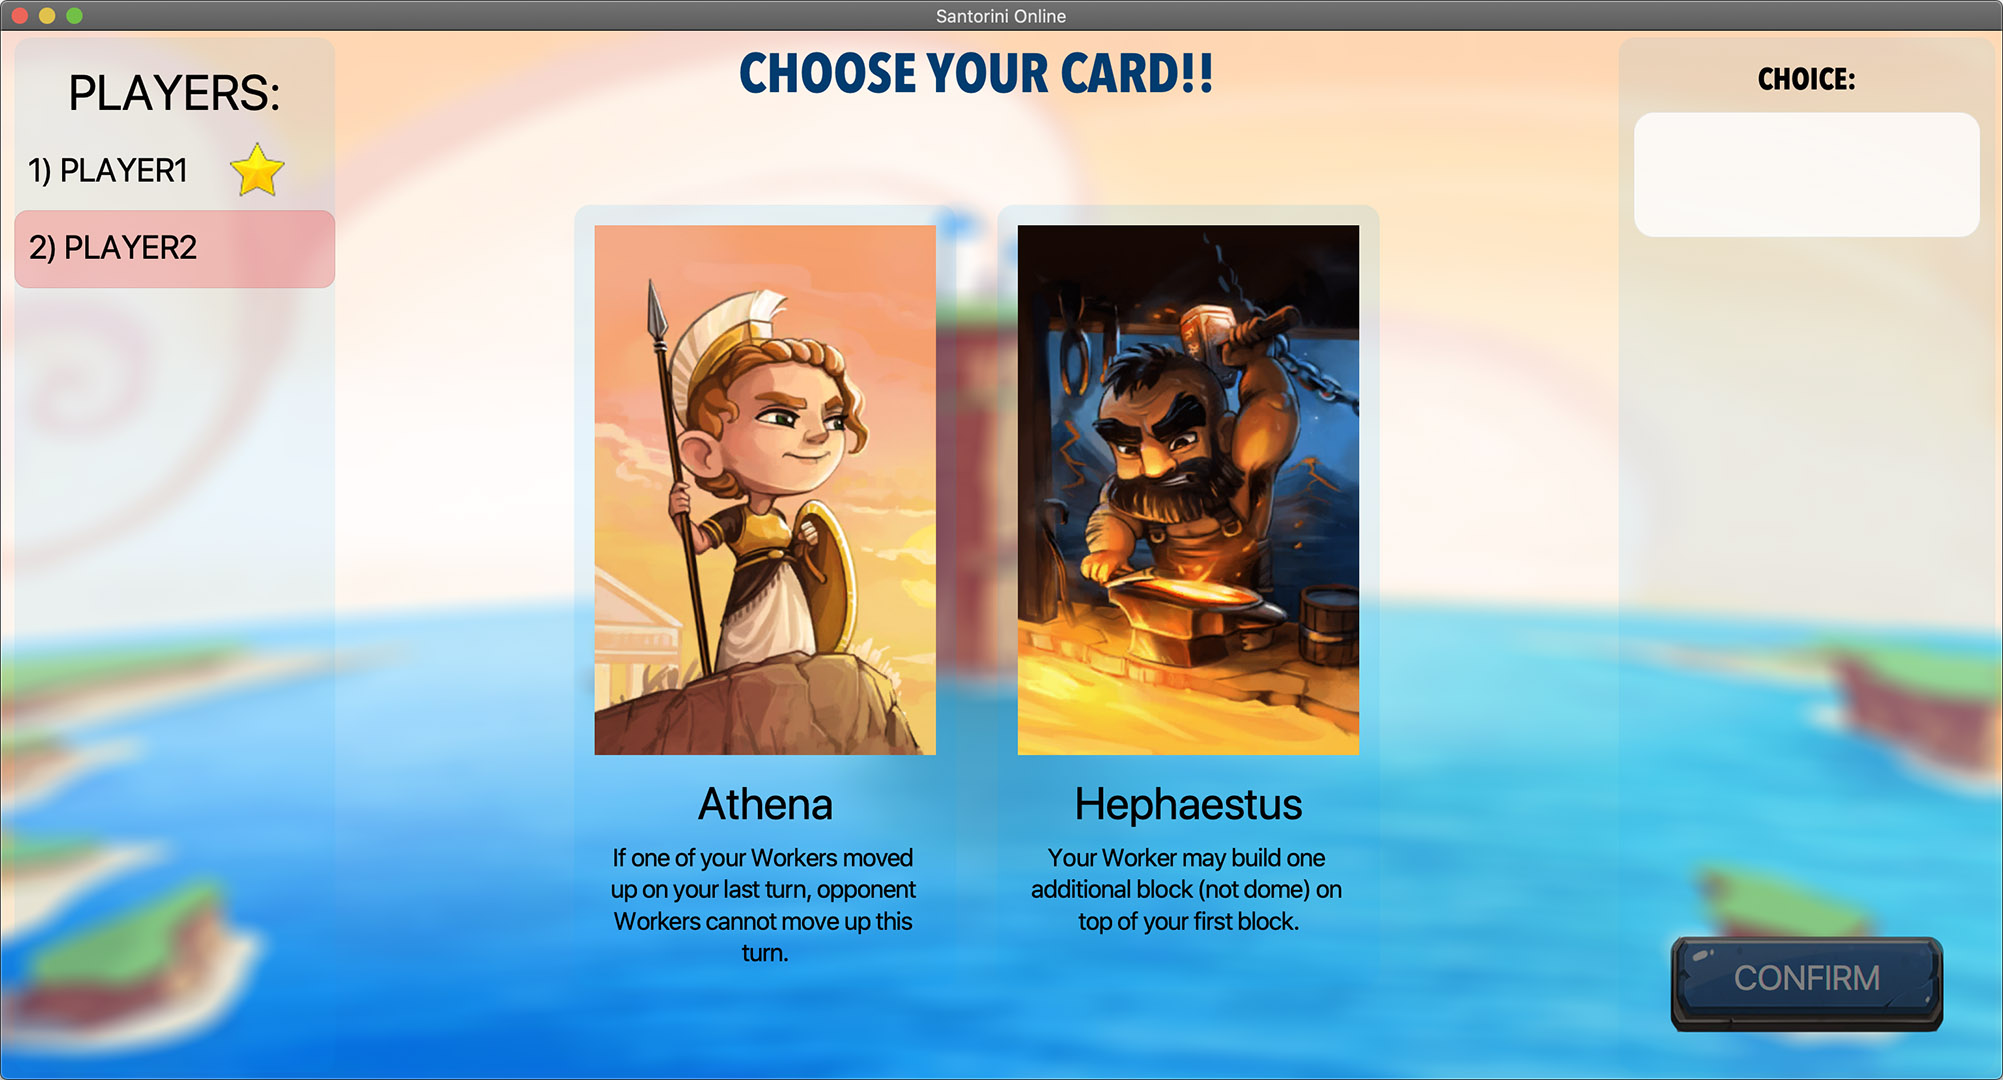 Santorini Online
PLAYERS:
1) PLAYER1
2) PLAYER2
CHOOSE YOUR CARD!!
Athena
If one of your Workers moved
up on your last turn, opponent
Workers cannot move up this
turn.
Hephaestus
Your Worker may build one
additional block (not dome) on
top of your first block.
CHOICE:
CONFIRM